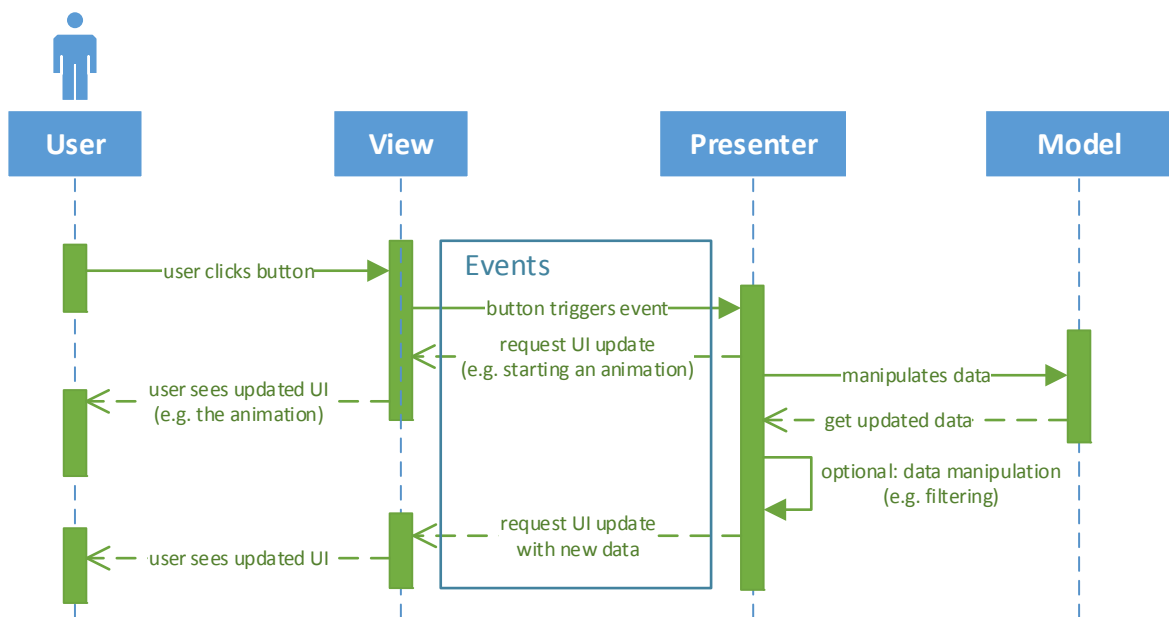 User
View
Presenter
Model
Events
user clicks button
button triggers event
request UI update
(e.g. starting an animation)
manipulates data
user sees updated UI
(e.g. the animation)
get updated data
optional: data manipulation
(e.g. filtering)
request UI update
with new data
user sees updated UI